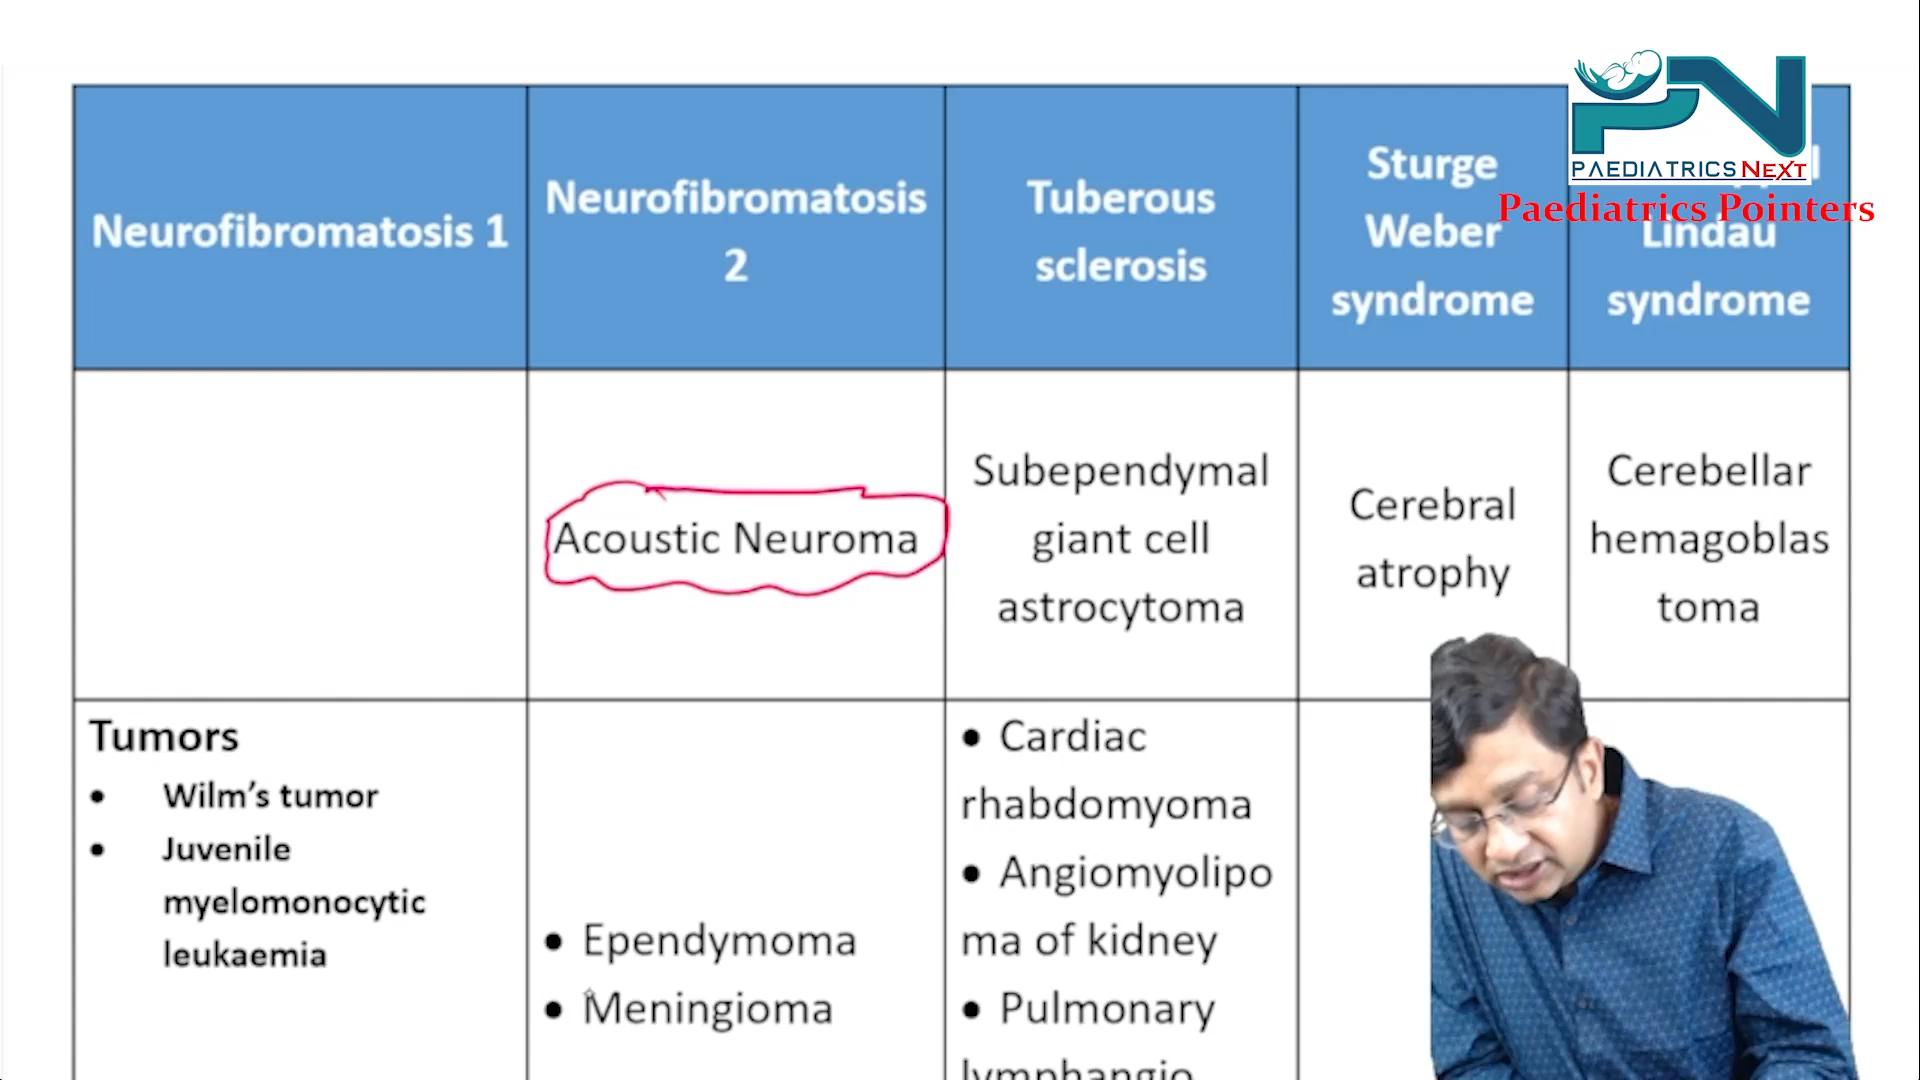 PAEDIATRICS NEXT
Paediatrics Pointers
Neurofibromatosis 1
Neurofibromatosis
2
Tuberous
sclerosis
Sturge
Weber
syndrome
Lindau
syndrome
Acoustic Neuroma
Subependymal
giant cell
astrocytoma
Cerebral
atrophy
Cerebellar
hemagoblas
toma
Tumors
• Wilm’s tumor
• Juvenile
myelomonocytic
leukaemia
• Ependymoma
• Meningioma
• Cardiac
rhabdomyoma
• Angiomyolipo
ma of kidney
• Pulmonary
lymphangio